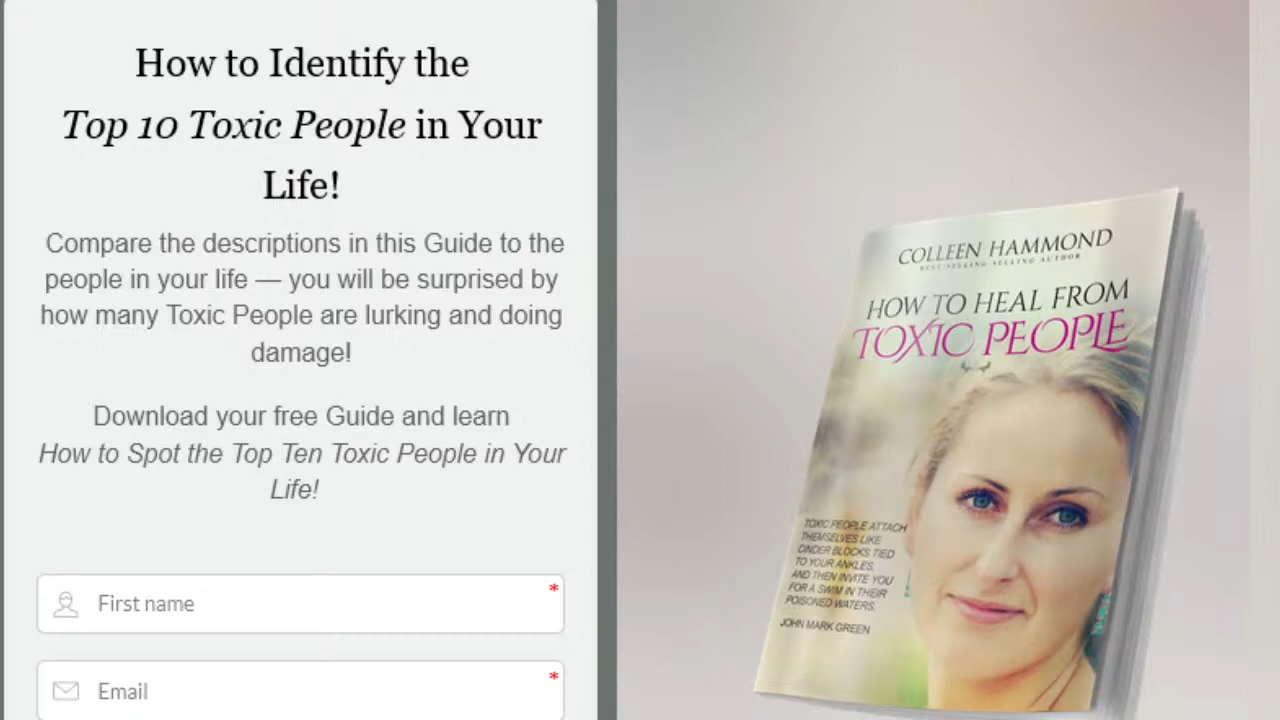 How to Identify the
Top 10 Toxic People in Your
Life!
Compare the descriptions in this Guide to the
people in your life — you will be surprised by
how many Toxic People are lurking and doing
damage!
Download your free Guide and learn
How to Spot the Top Ten Toxic People in Your
Life!
* 
First name
*
Email
COLLEEN HAMMOND
BEST SELLING SELLING AUTHOR
HOW TO HEAL FROM
TOXIC PEOPLE
TOXIC PEOPLE ATTACH
THEMSELVES LIKE
CINDER BLOCKS TIED
TO YOUR ANKLES,
AND THEN INVITE YOU
FOR A SWIM IN THEIR
POISONED WATERS.
JOHN MARK GREEN